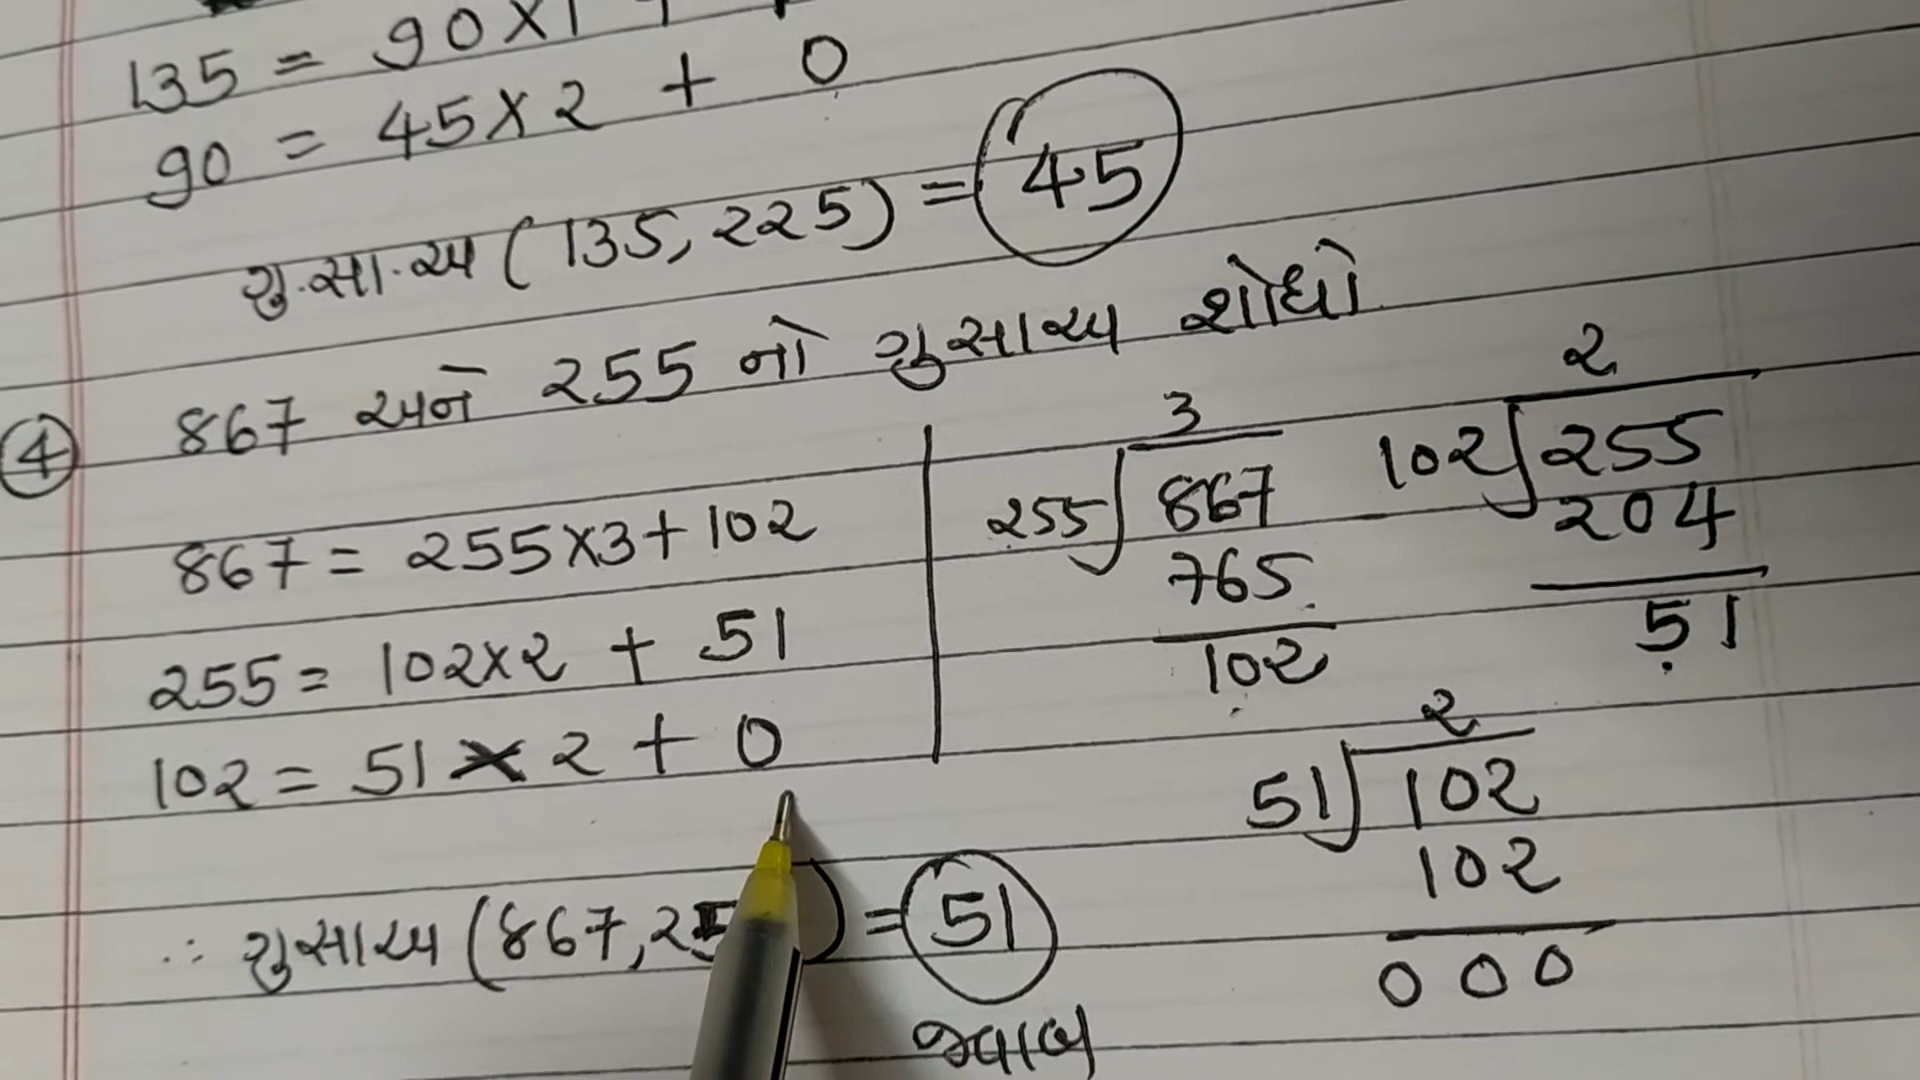 135 = 90×1 +
90 = 45×2 + 0
ગુ.સા.અ (135, 225) = 45
4 867 અને 255 નો ગુસાઅ શોધો
867 = 255×3+102
255 = 102×2 + 51
102 = 51×2 + 0
∴ ગુસાઅ (867, 25 ) = 51
જવાબ
3
255 867
765
102
2
102 255
204
51
2
51 102
102
000